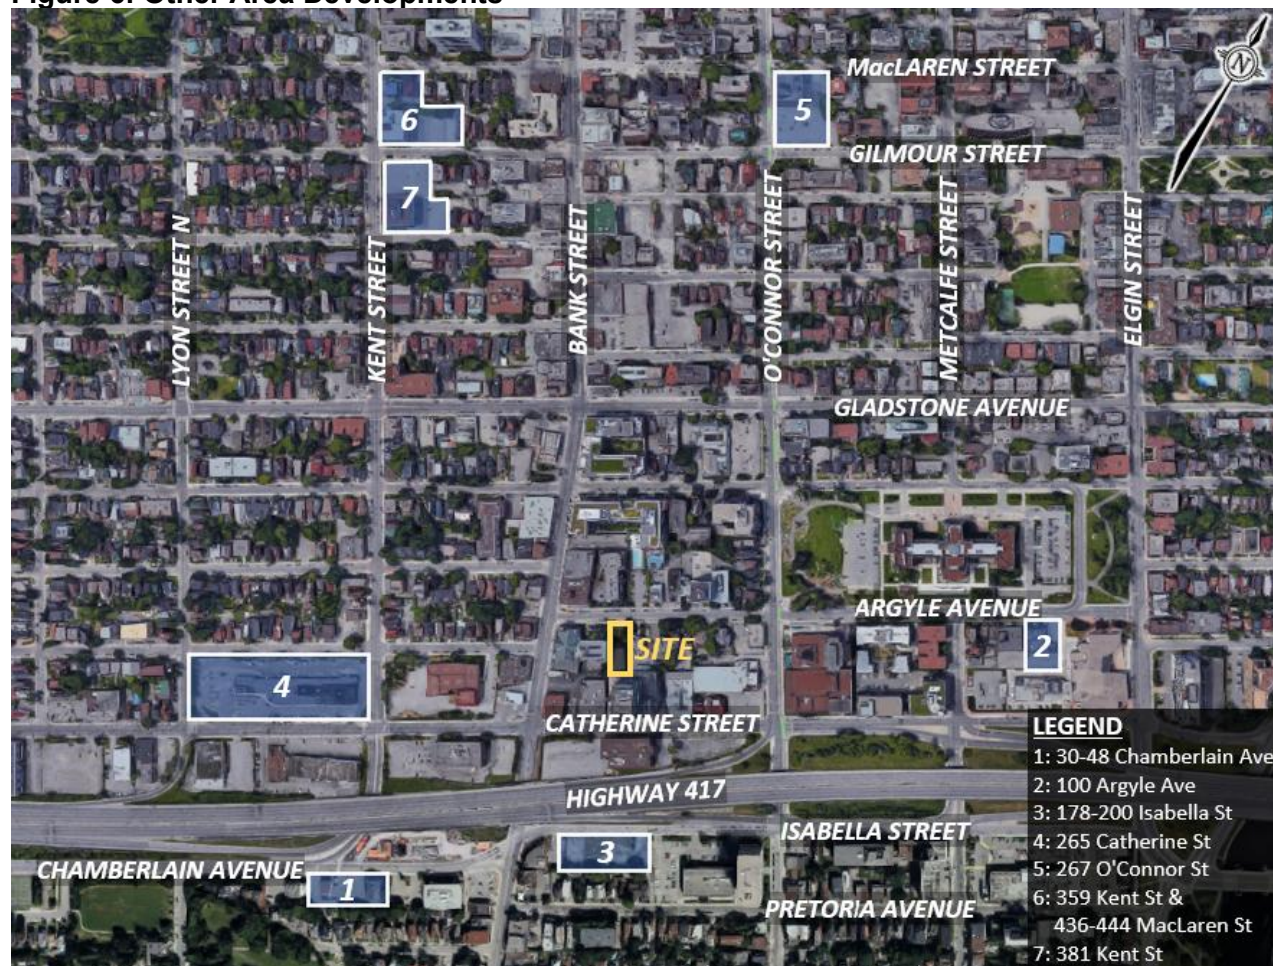 Figure 6: Other Area Developments
N
MacLAREN STREET
6
5
GILMOUR STREET
7
LYON STREET N
KENT STREET
BANK STREET
O'CONNOR STREET
METCALFE STREET
ELGIN STREET
GLADSTONE AVENUE
ARGYLE AVENUE
SITE
2
4
CATHERINE STREET
HIGHWAY 417
ISABELLA STREET
3
CHAMBERLAIN AVENUE
1
PRETORIA AVENUE
LEGEND
1: 30-48 Chamberlain Ave
2: 100 Argyle Ave
3: 178-200 Isabella St
4: 265 Catherine St
5: 267 O'Connor St
6: 359 Kent St &
436-444 MacLaren St
7: 381 Kent St